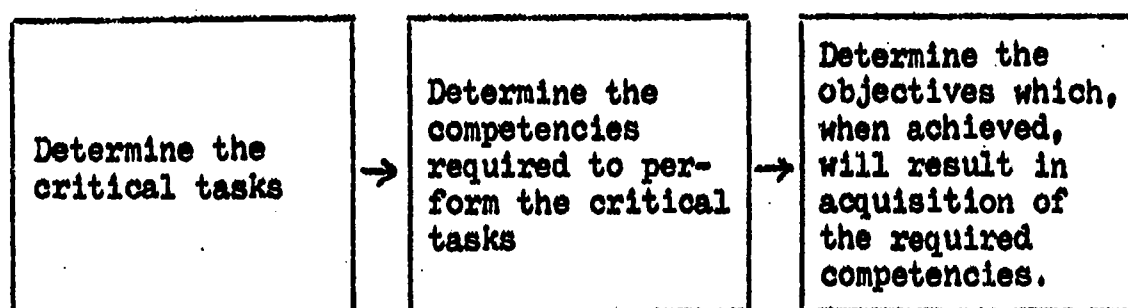 Determine the
critical tasks
Determine the
competencies
required to per-
form the critical
tasks
Determine the
objectives which,
when achieved,
will result in
acquisition of
the required
competencies.